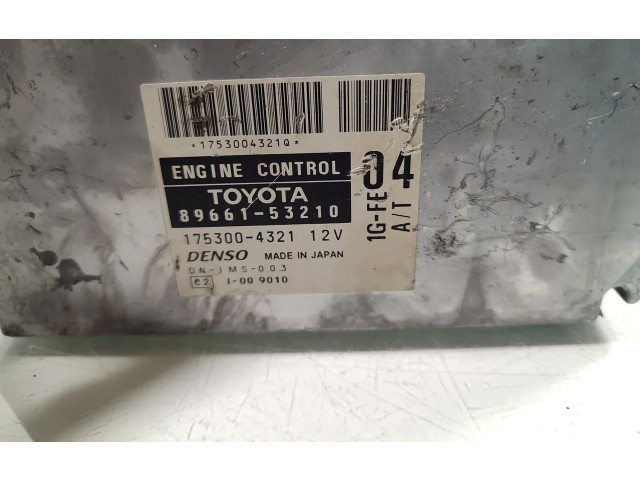 *1753004321Q*
ENGINE CONTROL
TOYOTA
89661-53210
175300-4321 12V
DENSO MADE IN JAPAN
DN-JMS-003
e2 I-00 9010
04
1G-FE
A/T